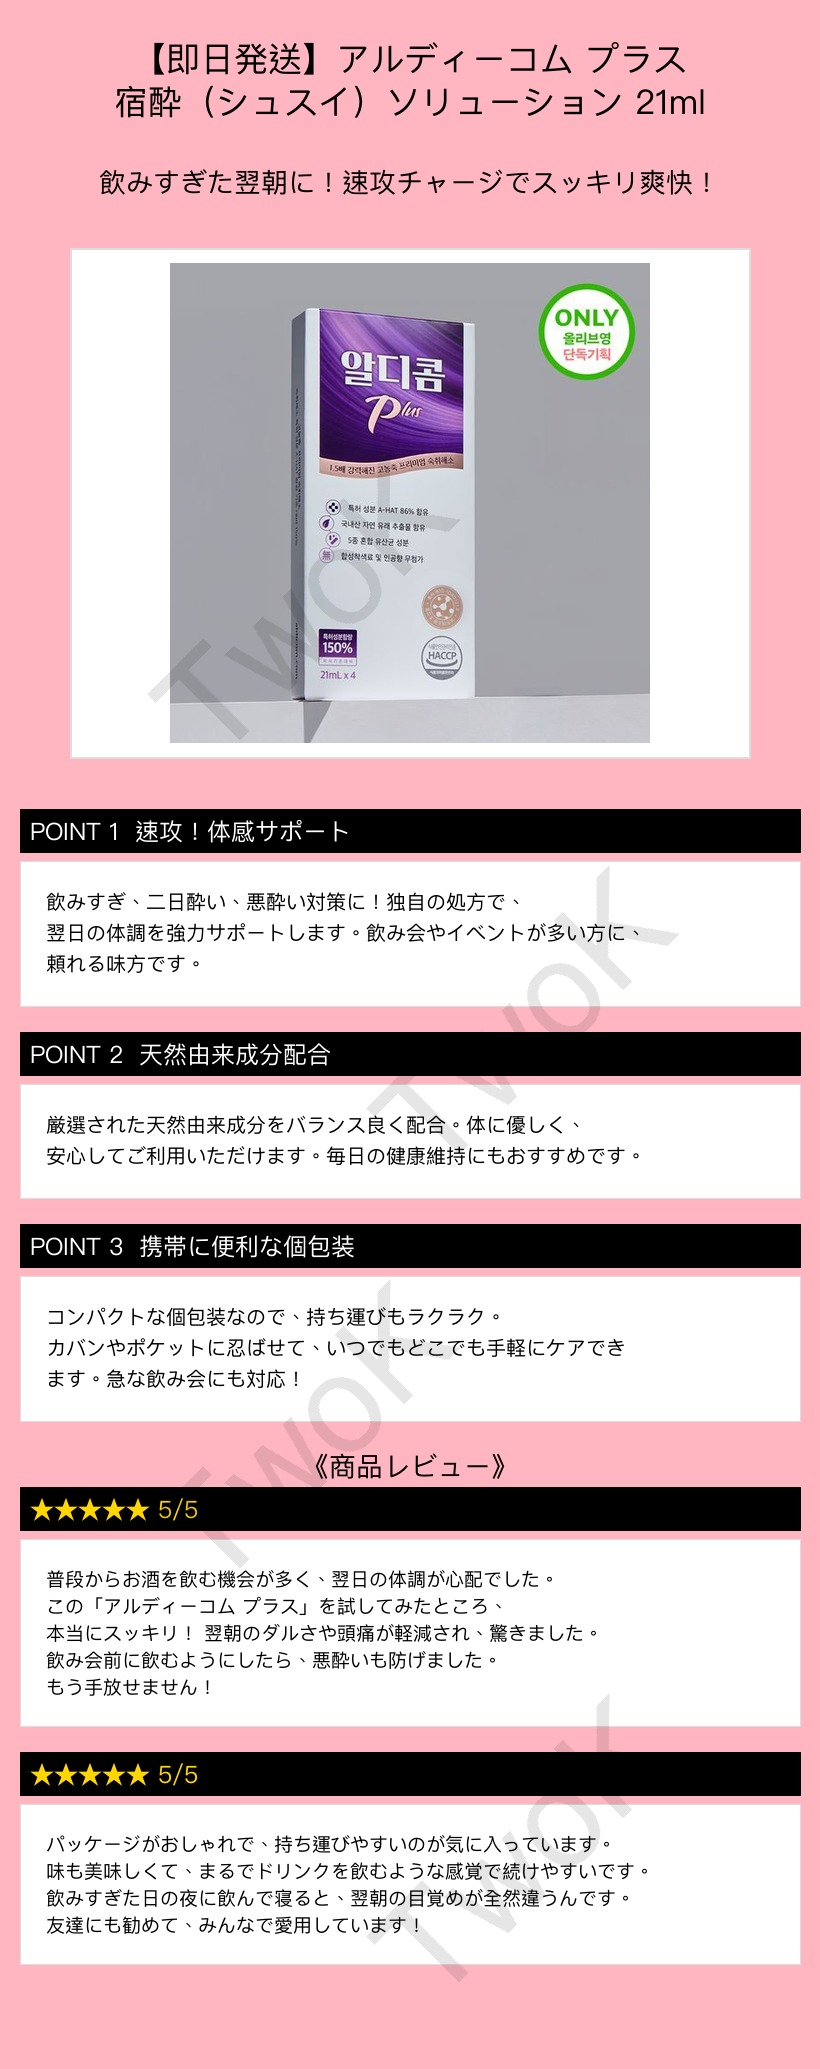 【即日発送】アルディーコム プラス
宿酔（シュスイ）ソリューション 21ml
飲みすぎた翌朝に！速攻チャージでスッキリ爽快！
ONLY
올리브영
단독기획
알디콤
Plus
1.5배 강력해진 고농축 프리미엄 숙취해소
특허 성분 A-HAT 86% 함유
국내산 자연 유래 추출물 함유
5종 혼합 유산균 성분
無 합성착색료 및 인공향 무첨가
특허성분함량
150%
HACCP
21mL x 4
TwoK
POINT 1 速攻！体感サポート
飲みすぎ、二日酔い、悪酔い対策に！独自の処方で、
翌日の体調を強力サポートします。飲み会やイベントが多い方に、
頼れる味方です。
TwoK
POINT 2 天然由来成分配合
厳選された天然由来成分をバランス良く配合。体に優しく、
安心してご利用いただけます。毎日の健康維持にもおすすめです。
POINT 3 携帯に便利な個包装
コンパクトな個包装なので、持ち運びもラクラク。
カバンやポケットに忍ばせて、いつでもどこでも手軽にケアでき
ます。急な飲み会にも対応！
TwoK
《商品レビュー》
★★★★★ 5/5
普段からお酒を飲む機会が多く、翌日の体調が心配でした。
この「アルディーコム プラス」を試してみたところ、
本当にスッキリ！ 翌朝のダルさや頭痛が軽減され、驚きました。
飲み会前に飲むようにしたら、悪酔いも防げました。
もう手放せません！
★★★★★ 5/5
パッケージがおしゃれで、持ち運びやすいのが気に入っています。
味も美味しくて、まるでドリンクを飲むような感覚で続けやすいです。
飲みすぎた日の夜に飲んで寝ると、翌朝の目覚めが全然違うんです。
友達にも勧めて、みんなで愛用しています！
TwoK